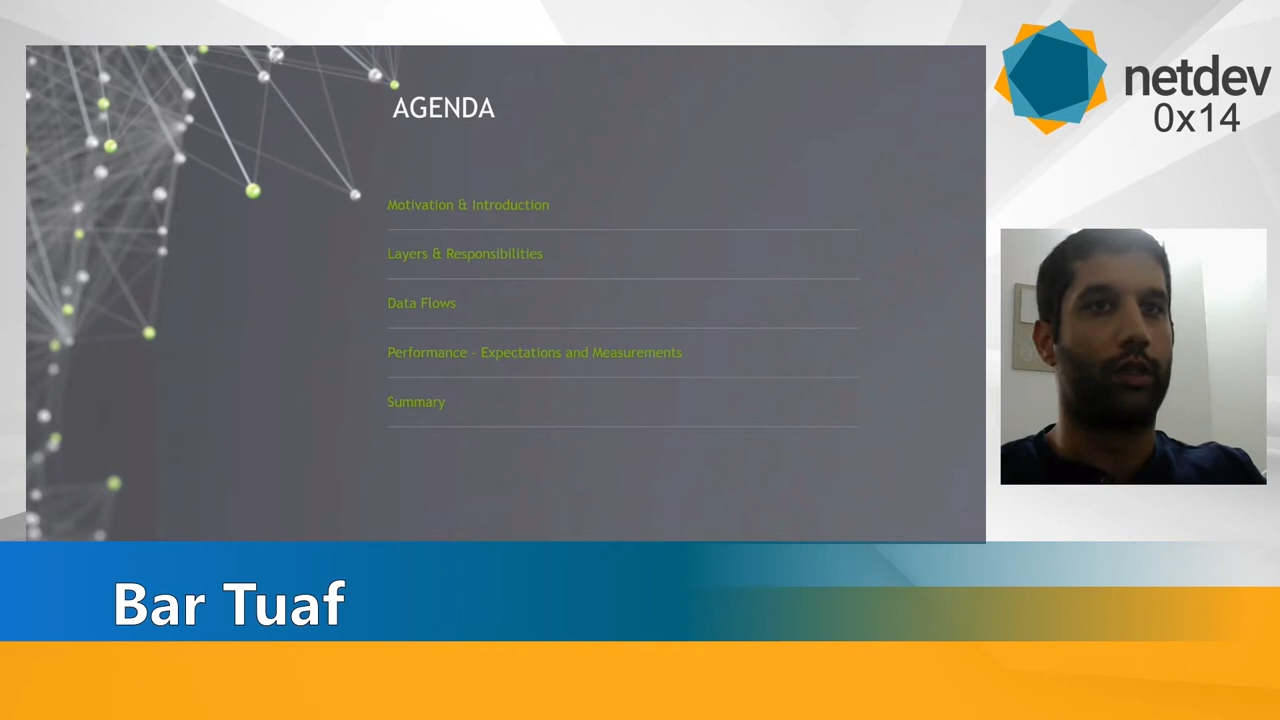 AGENDA
Motivation & Introduction
Layers & Responsibilities
Data Flows
Performance - Expectations and Measurements
Summary
netdev
0x14
Bar Tuaf